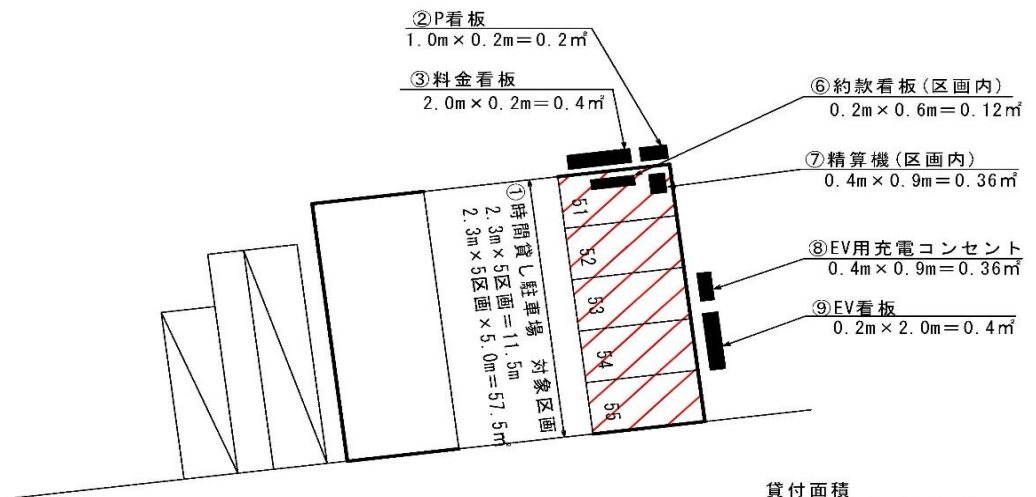 ②P看板
1.0m×0.2m=0.2㎡
③料金看板
2.0m×0.2m=0.4㎡
⑥約款看板(区画内)
0.2m×0.6m=0.12㎡
⑦精算機(区画内)
0.4m×0.9m=0.36㎡
⑧EV用充電コンセント
0.4m×0.9m=0.36㎡
⑨EV看板
0.2m×2.0m=0.4㎡
①時間貸し駐車場 対象区画
2.3m×5区画=11.5m
2.3m×5区画×5.0m=57.5㎡
51
52
53
54
55
貸付面積